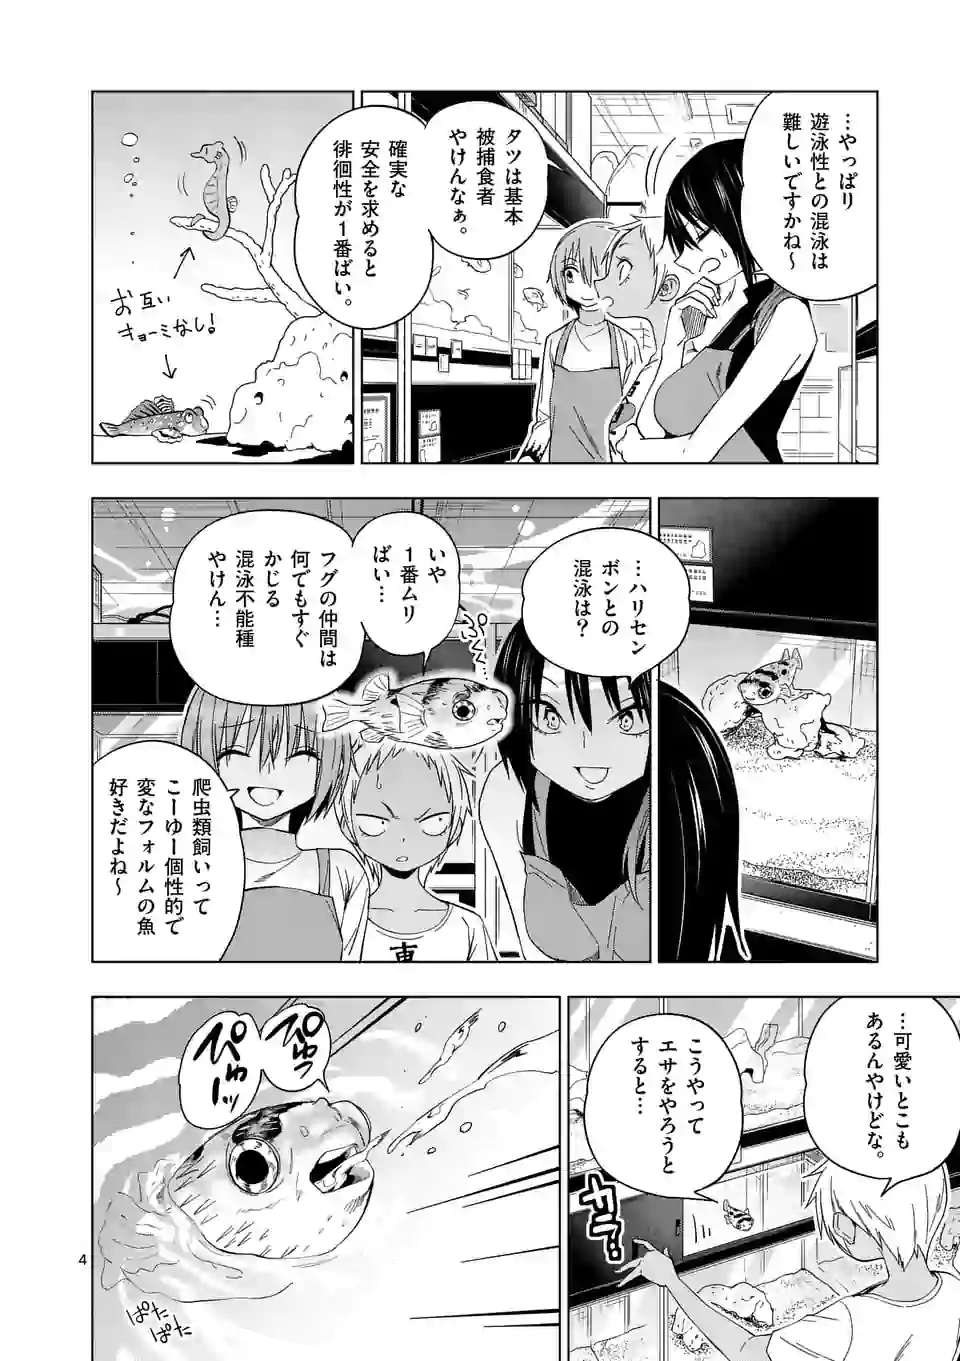 …やっぱり
遊泳性との混泳は
難しいですかね～
タツは基本
被捕食者
やけんなぁ。
確実な
安全を求めると
徘徊性が１番ばい。
お互い
キョーミなし!
…ハリセン
ボンとの
混泳は?
いや
１番ムリ
ばい…
ぷくく…
フグの仲間は
何でもすぐ
かじる
混泳不能種
やけん…
爬虫類飼いって
こーゆー個性的で
変なフォルムの魚
好きだよね～
東
…可愛いとこも
あるんやけどな。
こうやって
エサをやろうと
すると…
カラ…
ぴゅっ
ぴゅーッ
ぱた
ぱた
4